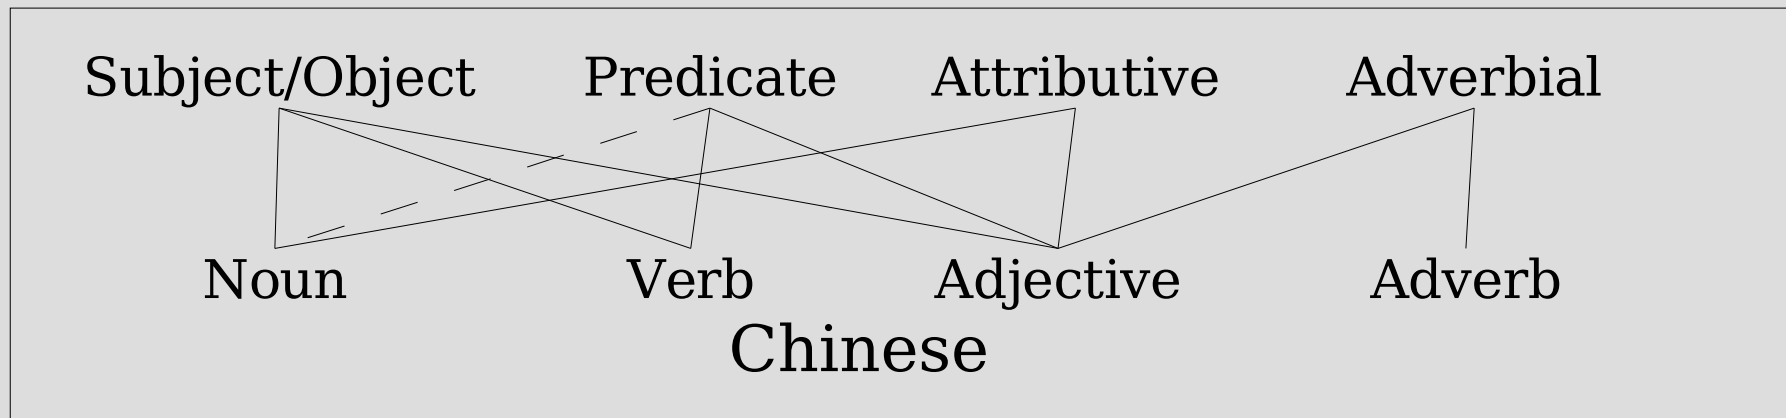 Subject/Object Predicate Attributive Adverbial
Noun Verb Adjective Adverb
Chinese